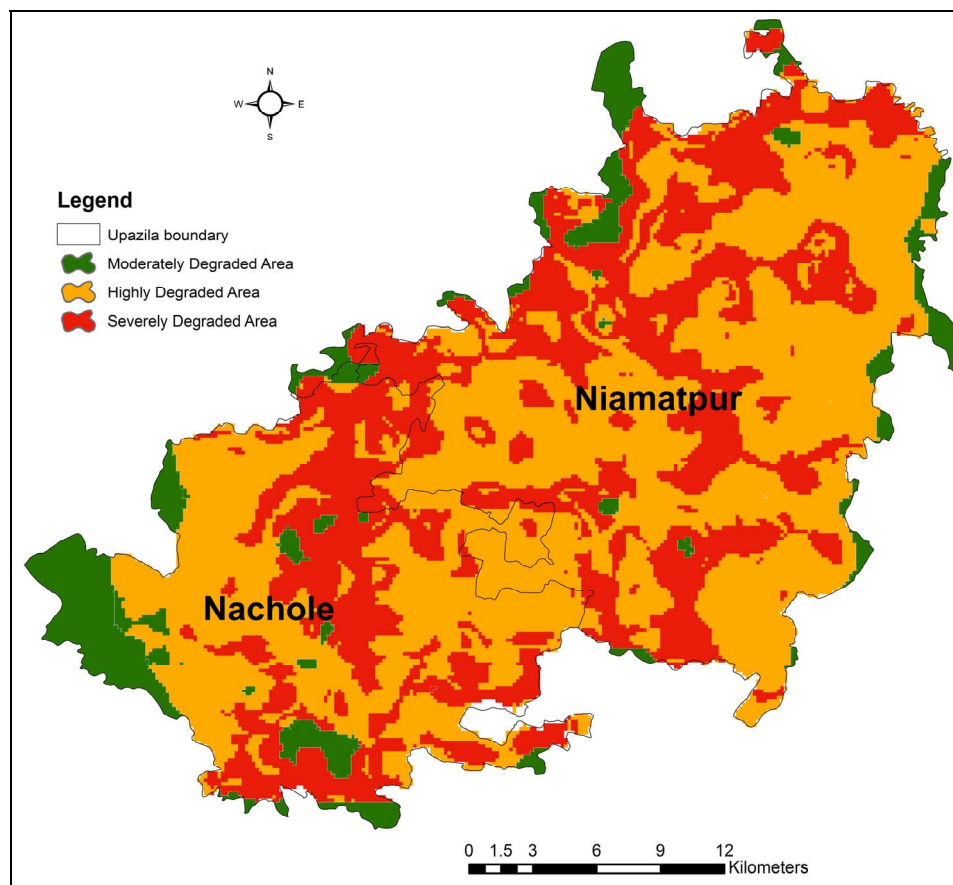 N
W E
S
Legend
Upazila boundary
Moderately Degraded Area
Highly Degraded Area
Severely Degraded Area
Niamatpur
Nachole
0 1.5 3 6 9 12
Kilometers